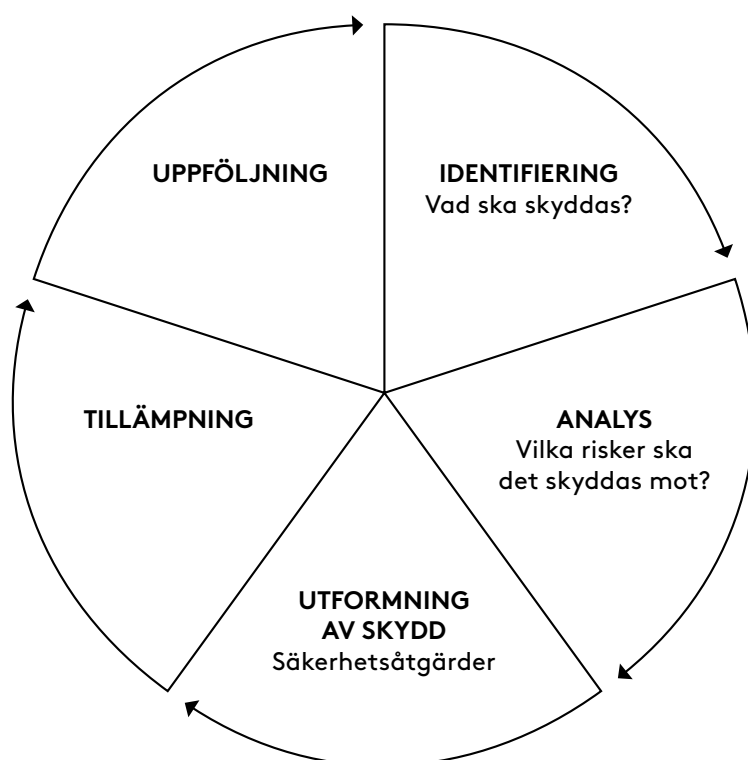 UPPFÖLJNING
IDENTIFIERING
Vad ska skyddas?
TILLÄMPNING
ANALYS
Vilka risker ska
det skyddas mot?
UTFORMNING
AV SKYDD
Säkerhetsåtgärder